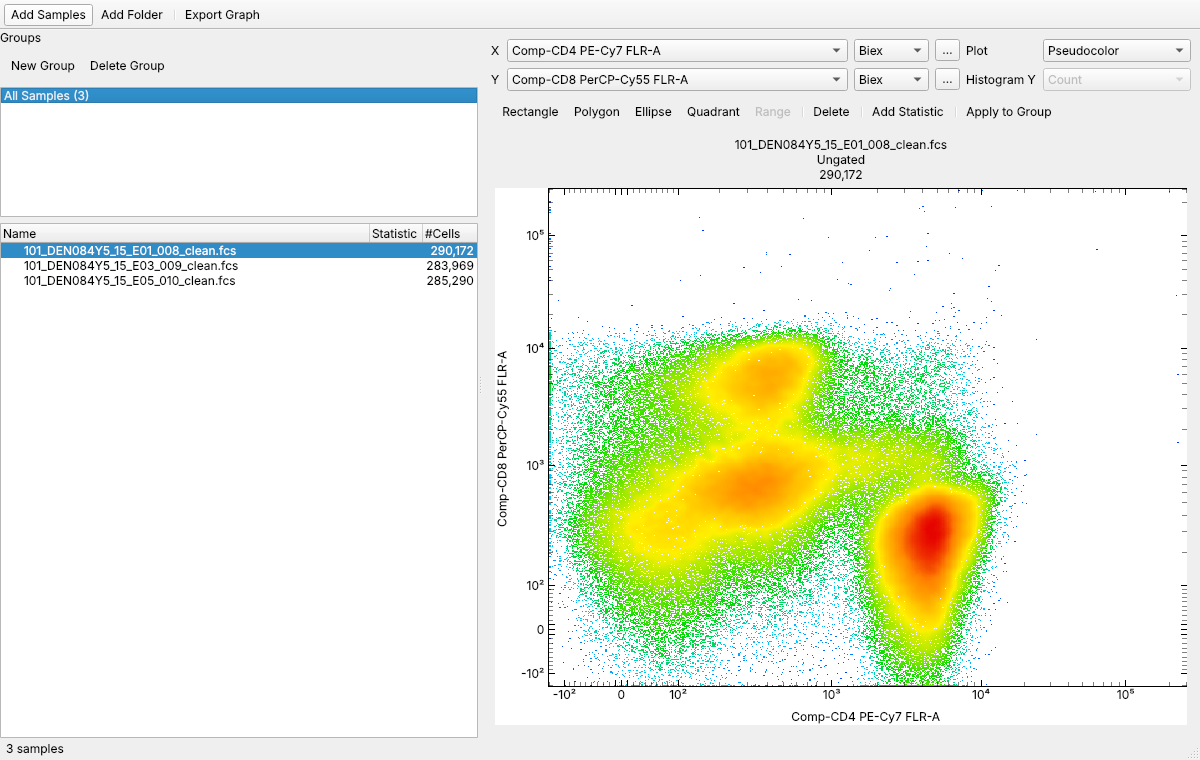 Add Samples Add Folder Export Graph
Groups
New Group Delete Group
All Samples (3)
Name Statistic #Cells
101_DEN084Y5_15_E01_008_clean.fcs 290,172
101_DEN084Y5_15_E03_009_clean.fcs 283,969
101_DEN084Y5_15_E05_010_clean.fcs 285,290
3 samples
X Comp-CD4 PE-Cy7 FLR-A Biex ... Plot Pseudocolor
Y Comp-CD8 PerCP-Cy55 FLR-A Biex ... Histogram Y Count
Rectangle Polygon Ellipse Quadrant Range Delete Add Statistic Apply to Group
101_DEN084Y5_15_E01_008_clean.fcs
Ungated
290,172
Comp-CD8 PerCP-Cy55 FLR-A
10⁵
10⁴
10³
10²
0
-10²
-10² 0 10² 10³ 10⁴ 10⁵
Comp-CD4 PE-Cy7 FLR-A